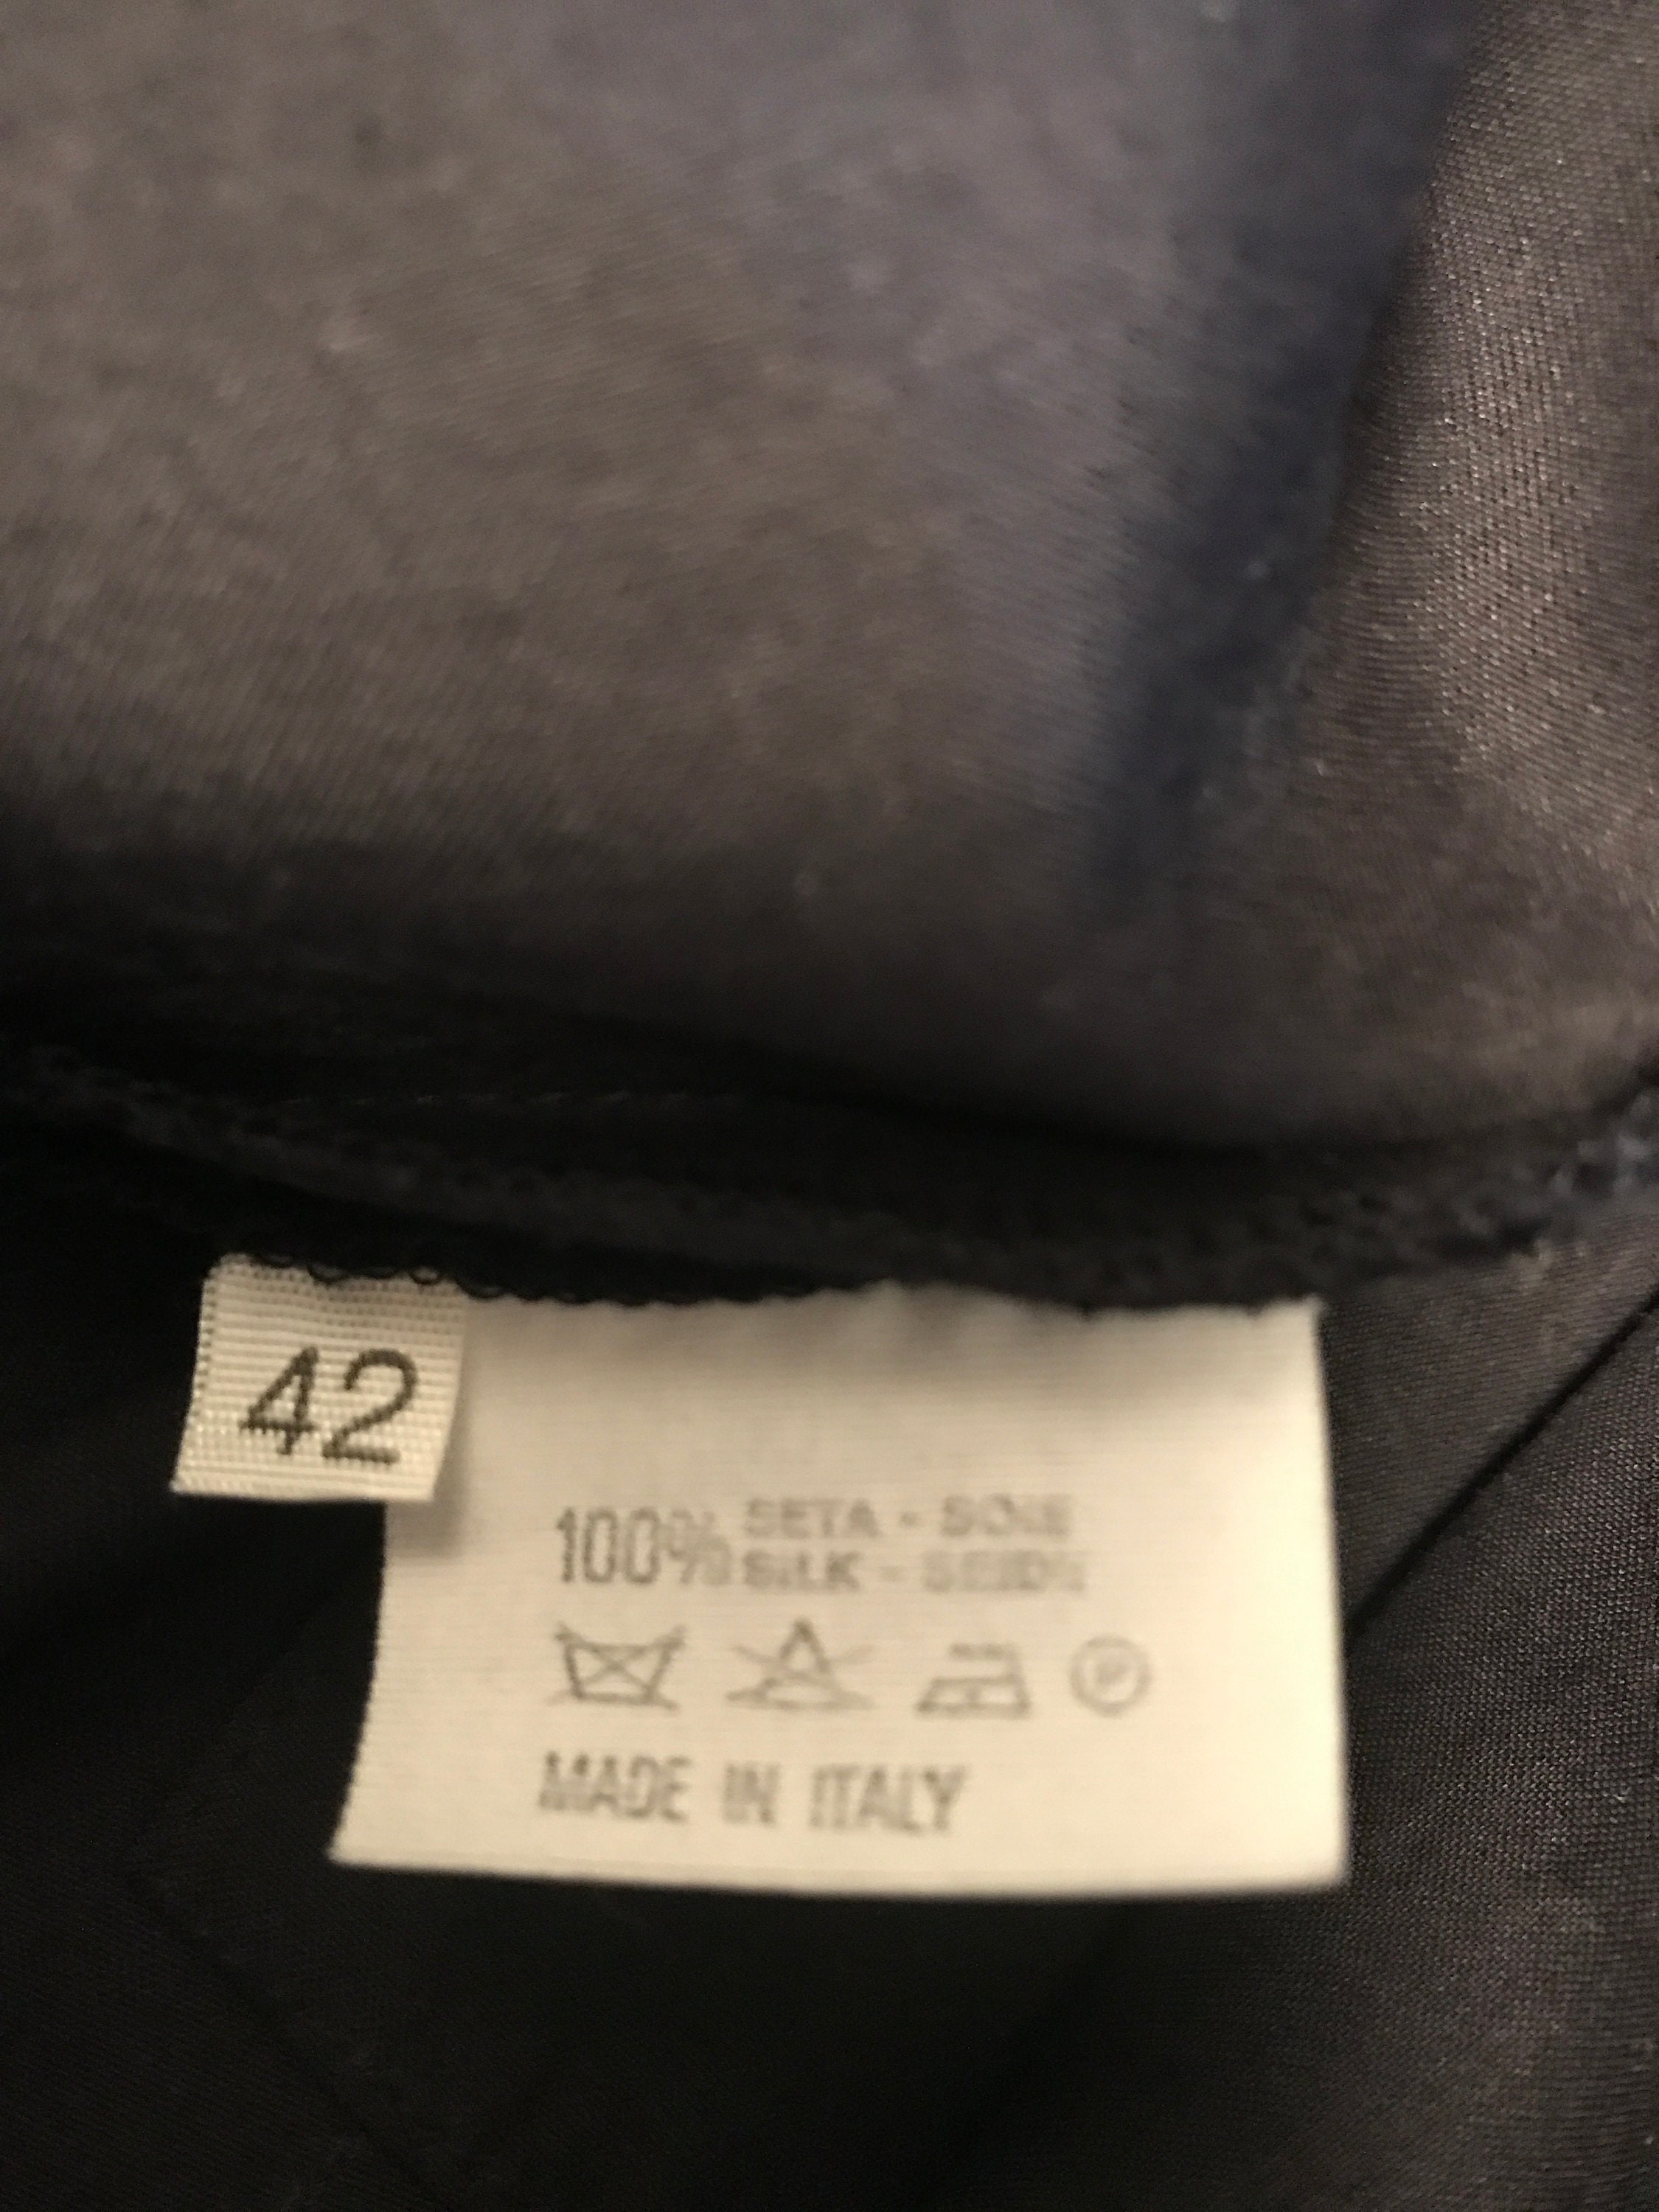 42
100% SETA - SOIE
SILK - SEIDE
P
MADE IN ITALY